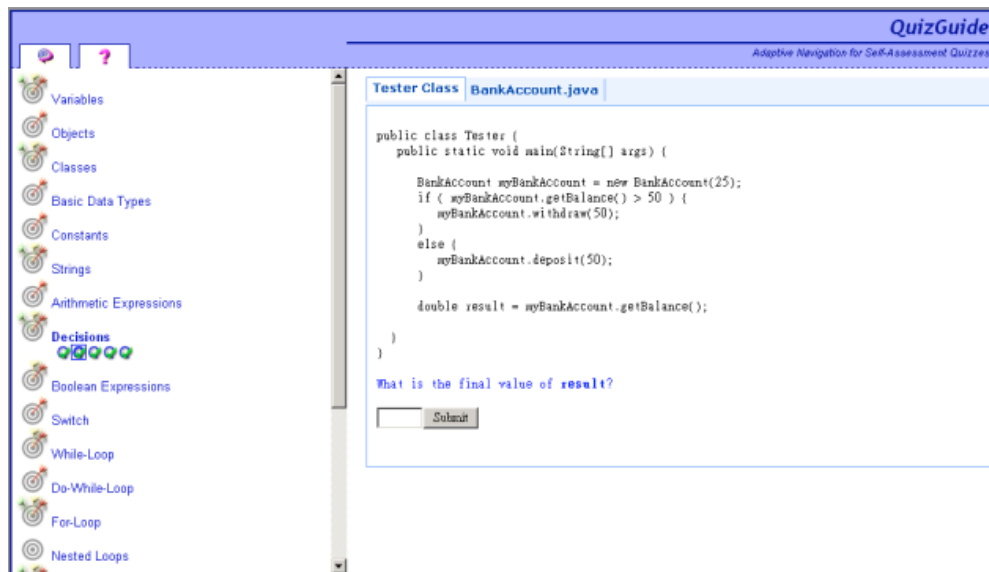 QuizGuide
Adaptive Navigation for Self-Assessment Quizzes
?
Variables
Objects
Classes
Basic Data Types
Constants
Strings
Arithmetic Expressions
Decisions
Boolean Expressions
Switch
While-Loop
Do-While-Loop
For-Loop
Nested Loops
Tester Class
BankAccount.java
public class Tester {
public static void main(String[] args) {
BankAccount myBankAccount = new BankAccount(25);
if ( myBankAccount.getBalance() > 50 ) {
myBankAccount.withdraw(50);
}
else {
myBankAccount.deposit(50);
}
double result = myBankAccount.getBalance();
}
}
What is the final value of result?
Submit